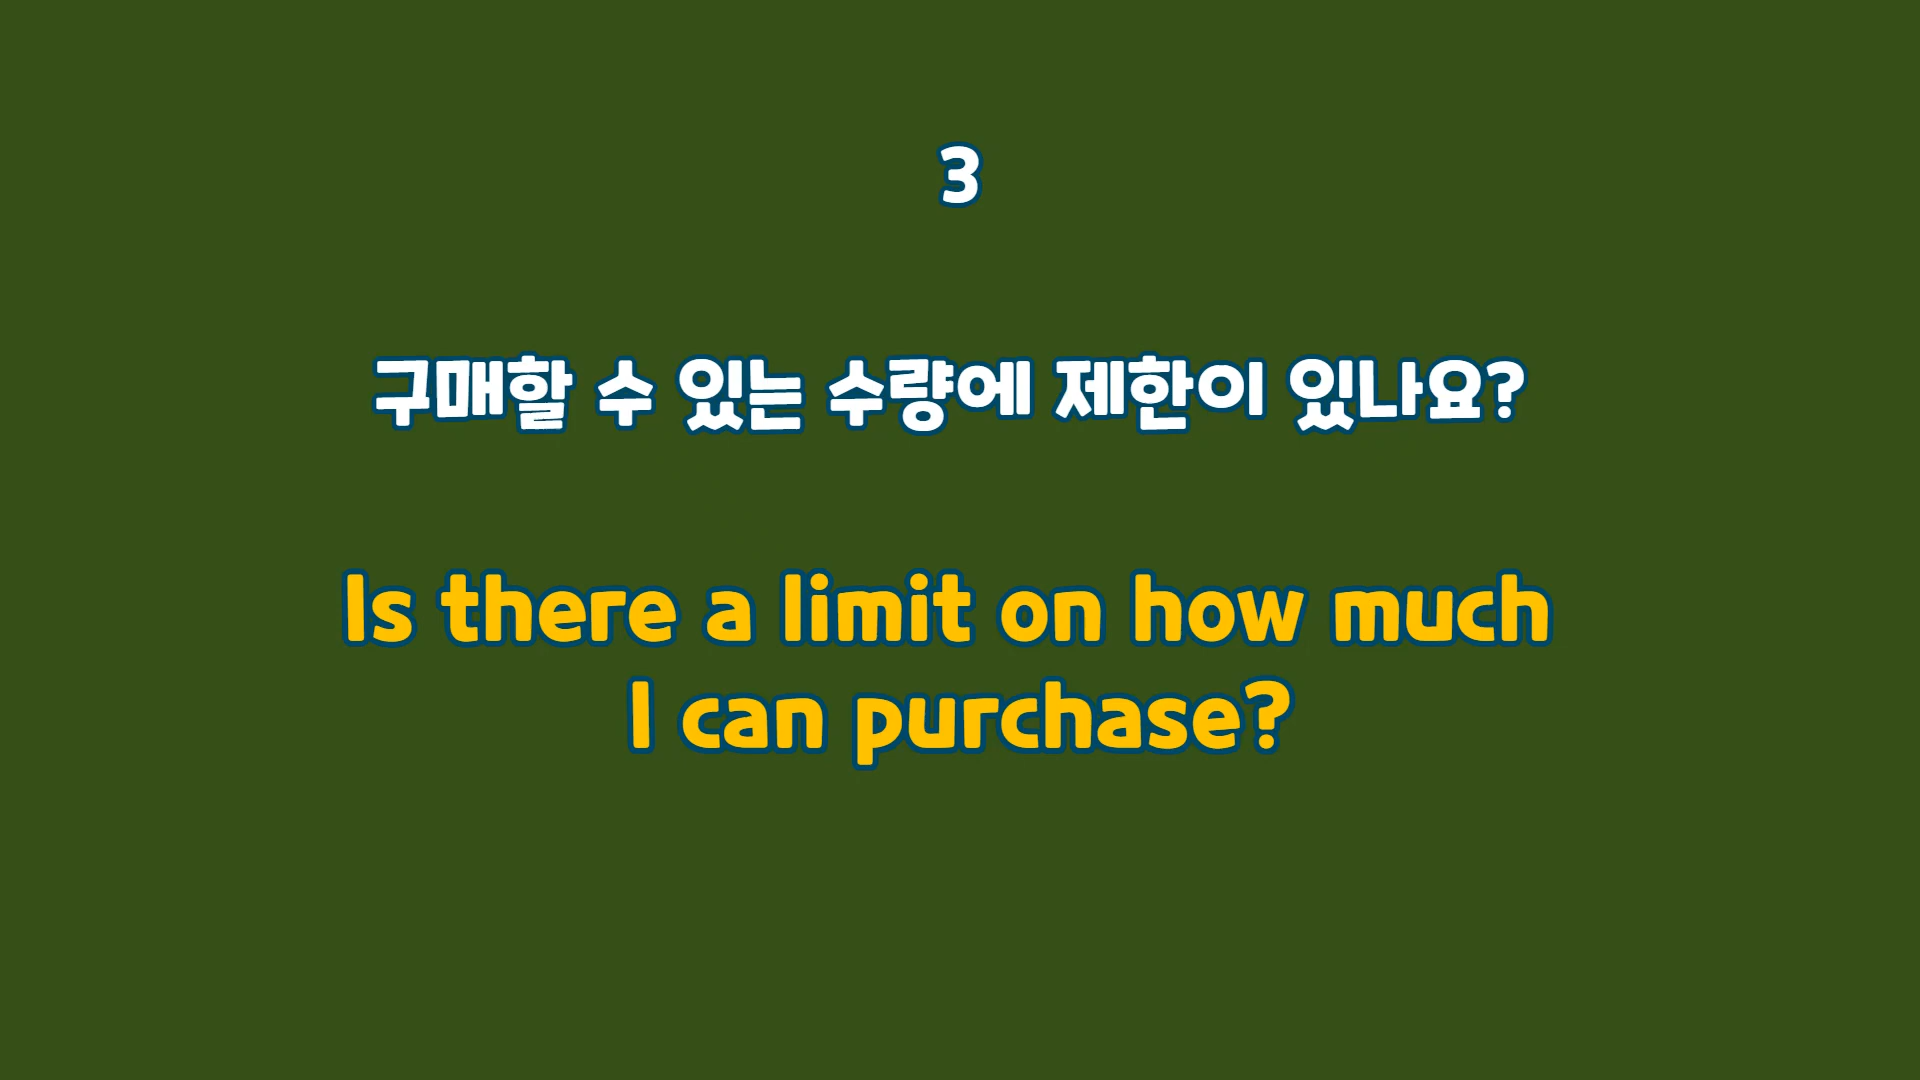 3
구매할 수 있는 수량에 제한이 있나요?
Is there a limit on how much
I can purchase?